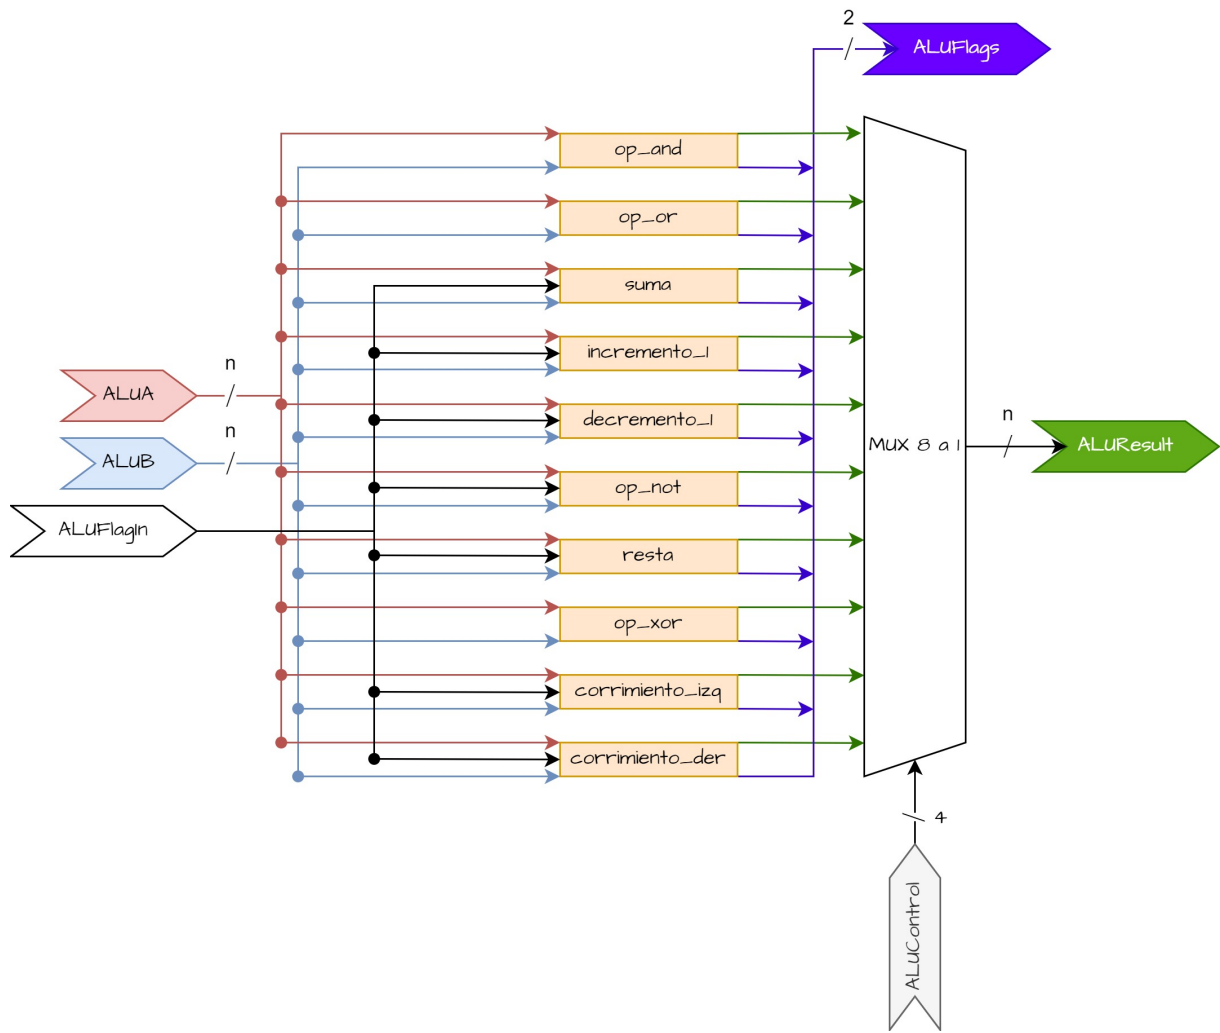 2
ALUFlags
op_and
op_or
suma
incremento_1
decremento_1
op_not
resta
op_xor
corrimiento_izq
corrimiento_der
n
ALUA
n
ALUB
ALUFlagIn
MUX 8 a 1
n
ALUResult
4
ALUControl